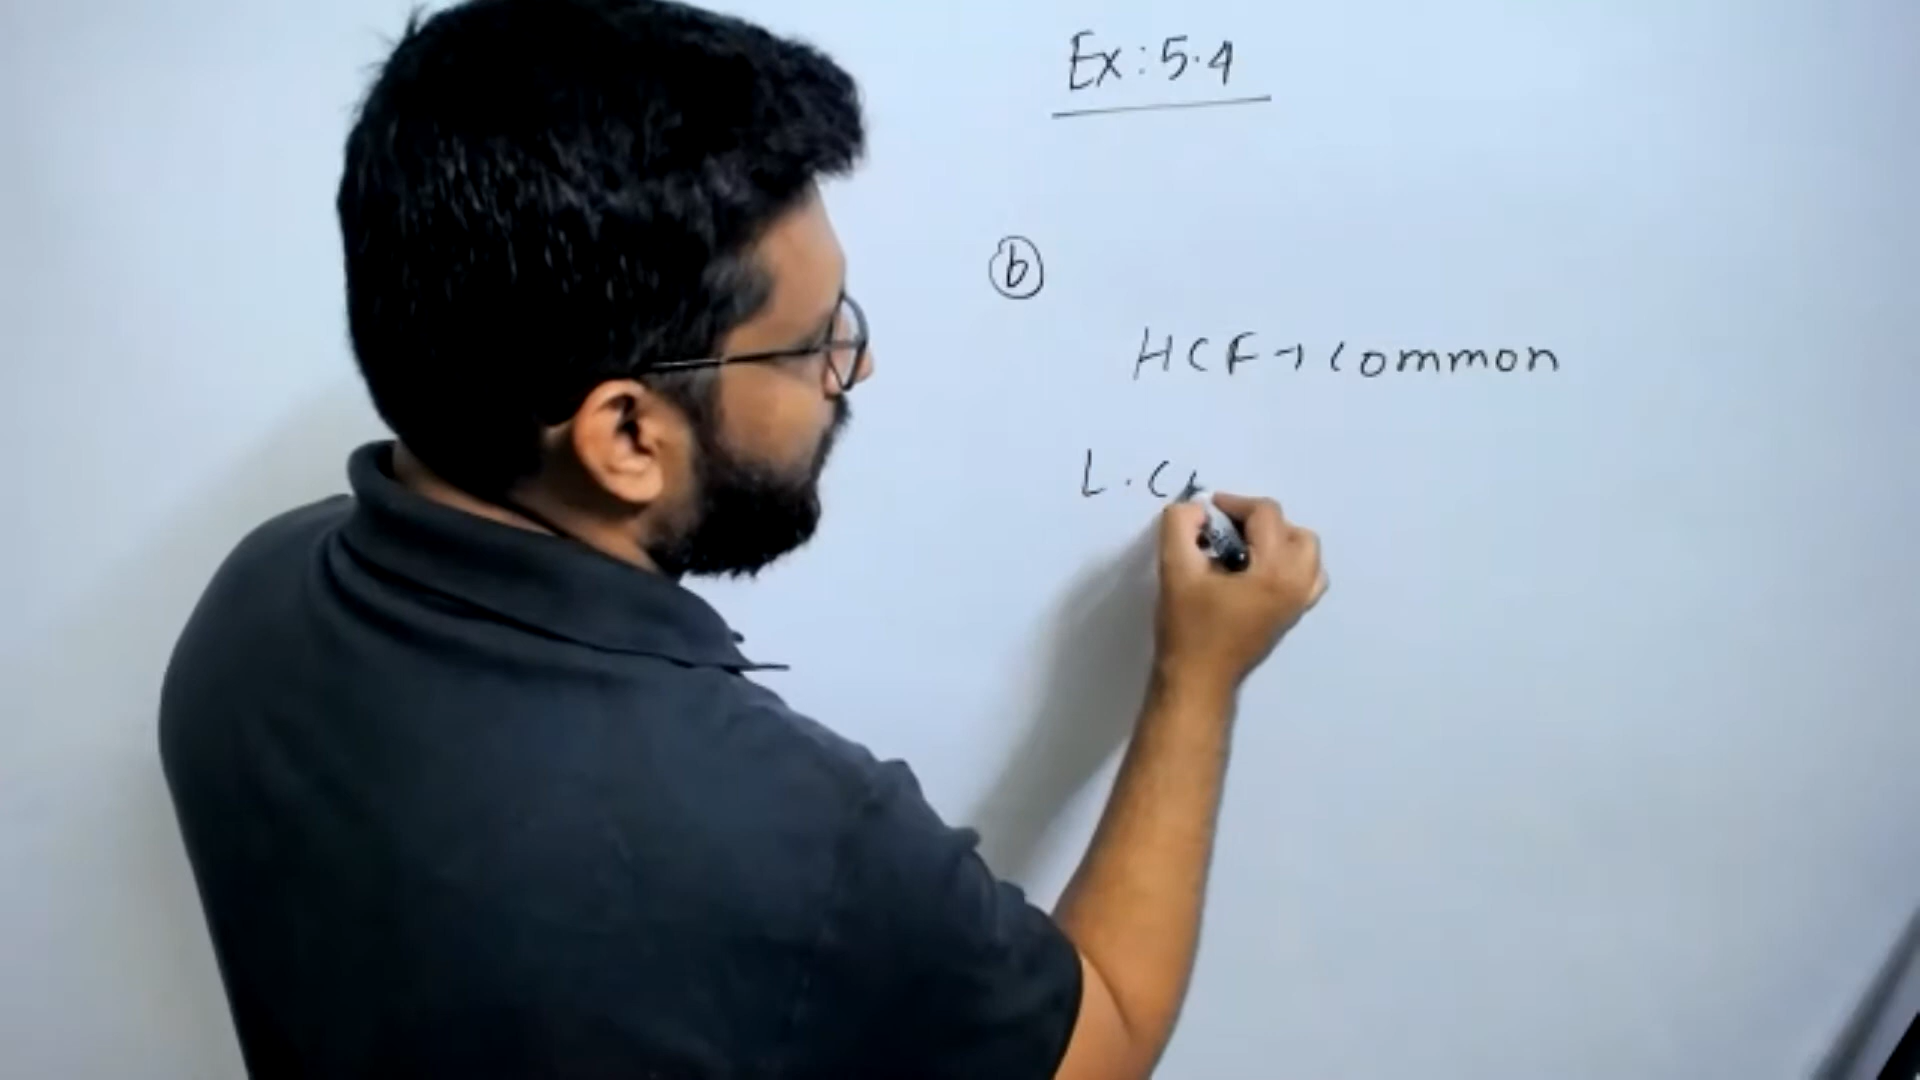 Ex: 5.4
b
HCF → common
L.C